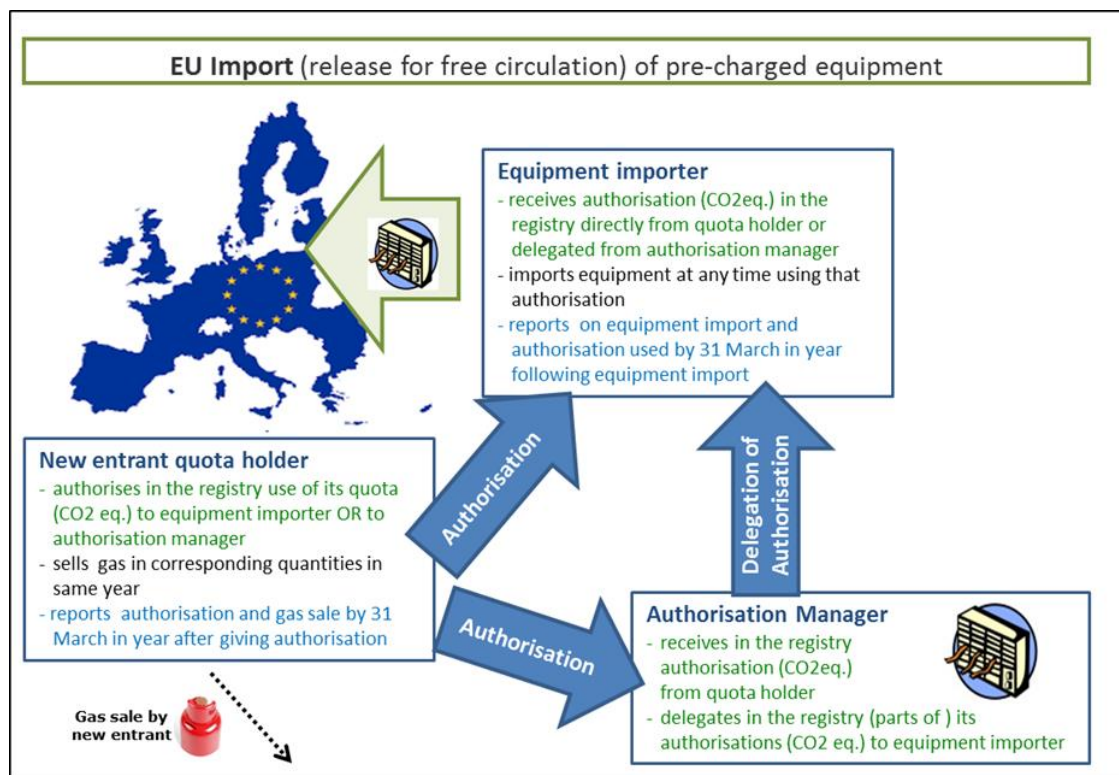 EU Import (release for free circulation) of pre-charged equipment
Equipment importer
- receives authorisation (CO2eq.) in the
registry directly from quota holder or
delegated from authorisation manager
- imports equipment at any time using that
authorisation
- reports on equipment import and
authorisation used by 31 March in year
following equipment import
New entrant quota holder
- authorises in the registry use of its quota
(CO2 eq.) to equipment importer OR to
authorisation manager
- sells gas in corresponding quantities in
same year
- reports authorisation and gas sale by 31
March in year after giving authorisation
Authorisation
Authorisation
Delegation of
Authorisation
Authorisation Manager
- receives in the registry
authorisation (CO2eq.)
from quota holder
- delegates in the registry (parts of ) its
authorisations (CO2 eq.) to equipment importer
Gas sale by
new entrant